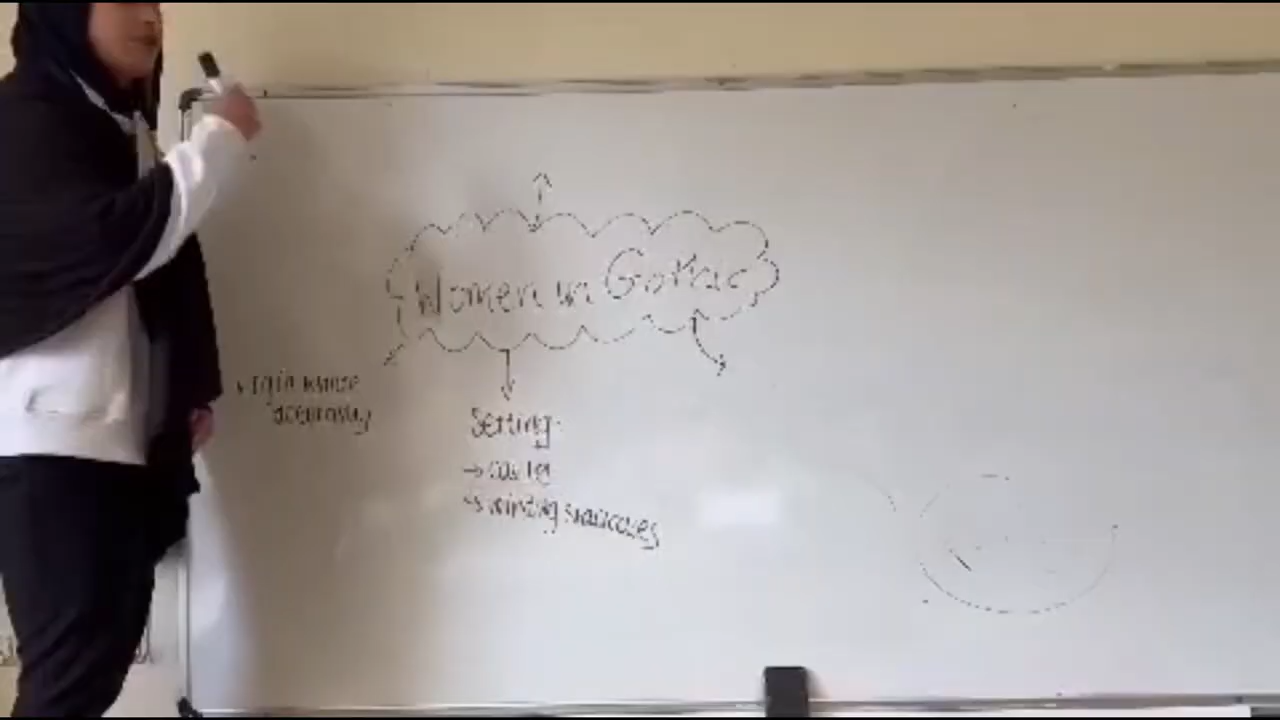 Women in Gothic
Setting:
→ castle
↳ winding staircases